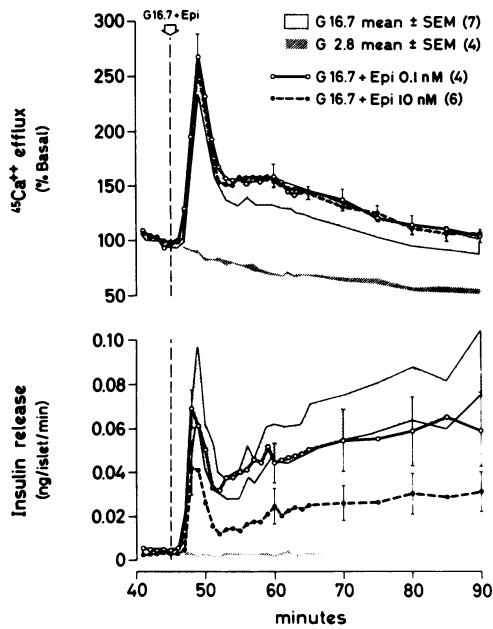 G16.7+Epi
G 16.7 mean ± SEM (7)
G 2.8 mean ± SEM (4)
G 16.7 + Epi 0.1 nM (4)
G 16.7 + Epi 10 nM (6)
45Ca++ efflux
(% Basal)
300
250
200
150
100
50
Insulin release
(ng/islet/min)
0.10
0.08
0.06
0.04
0.02
0
40 50 60 70 80 90
minutes